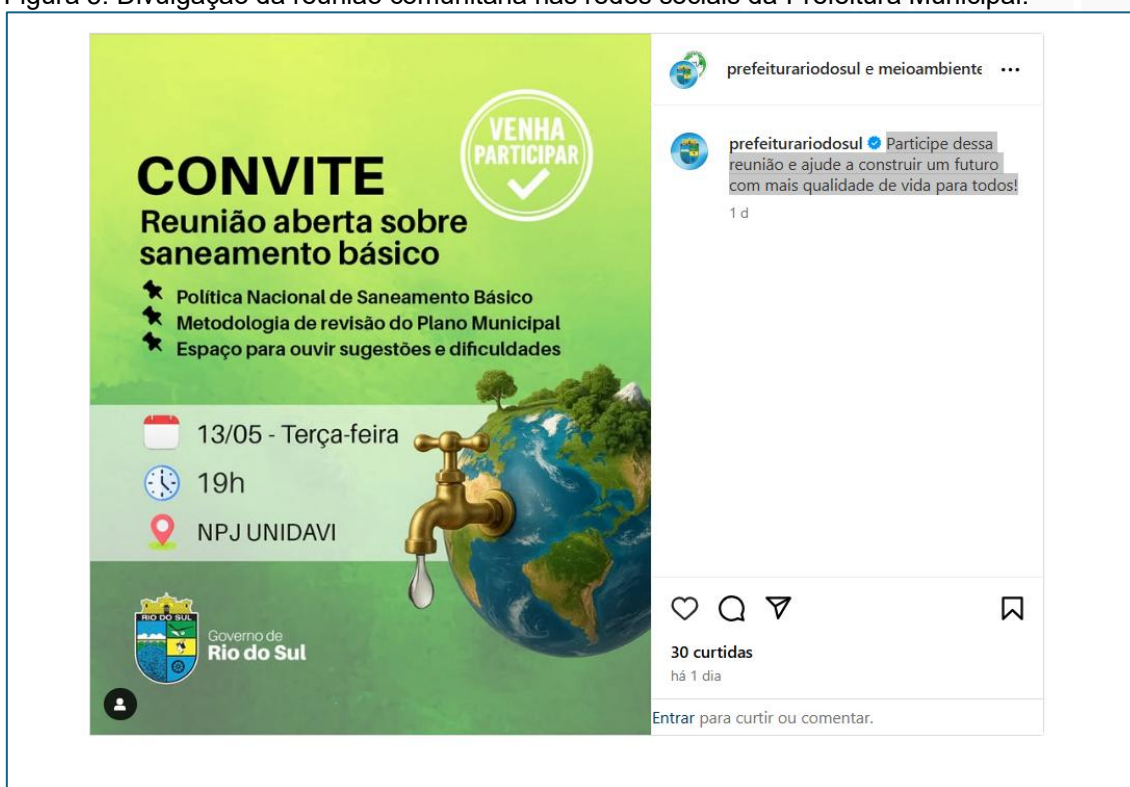 Figura 9: Divulgação da reunião comunitária nas redes sociais da Prefeitura Municipal.
VENHA
PARTICIPAR
CONVITE
Reunião aberta sobre
saneamento básico
Política Nacional de Saneamento Básico
Metodologia de revisão do Plano Municipal
Espaço para ouvir sugestões e dificuldades
13/05 - Terça-feira
19h
NPJ UNIDAVI
RIO DO SUL
Governo de
Rio do Sul
prefeiturariodosul e meioambiente
prefeiturariodosul Participe dessa
reunião e ajude a construir um futuro
com mais qualidade de vida para todos!
1 d
30 curtidas
há 1 dia
Entrar para curtir ou comentar.